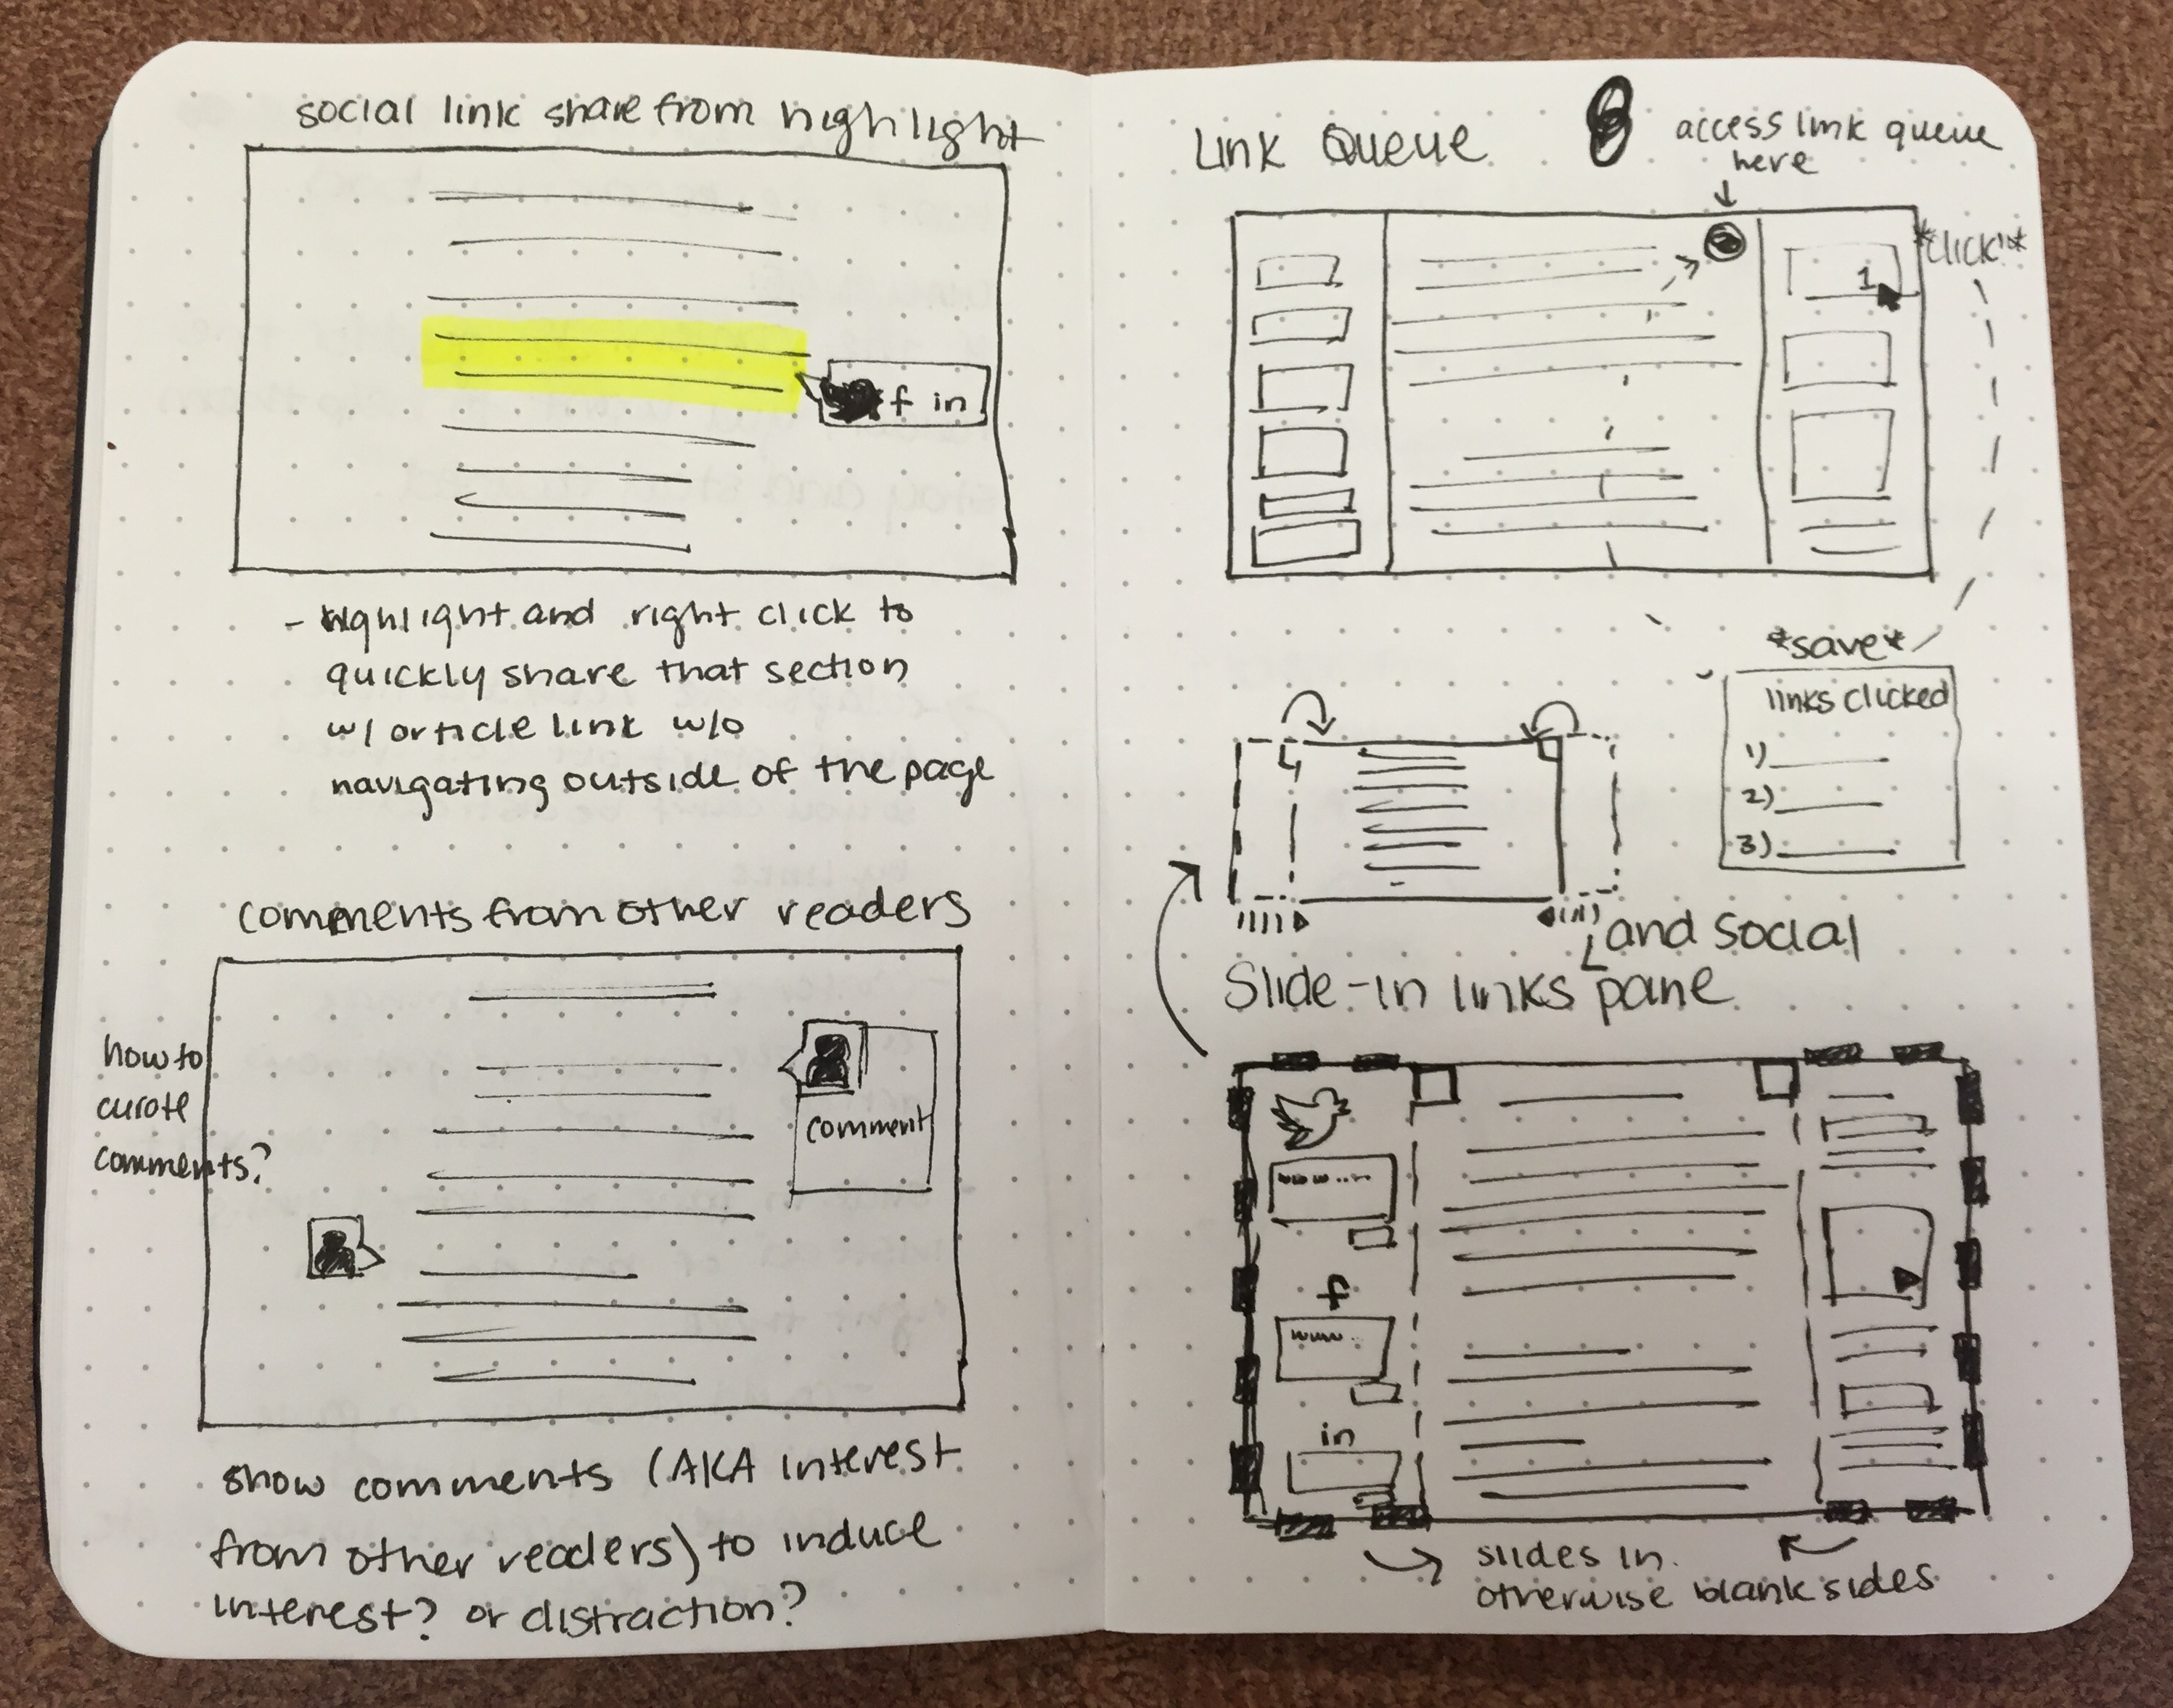 social link share from highlight
f in
- Highlight and right click to
quickly share that section
w/ article link w/o
navigating outside of the page
comments from other readers
how to
curate
comments?
comment
show comments (AKA interest
from other readers) to induce
interest? or distraction?
Link Queue
access link queue
here
*click!*
1
*save*
links clicked
1)
2)
3)
and social
Slide-in links pane
www...
f
www..
in
slides in.
otherwise blank sides